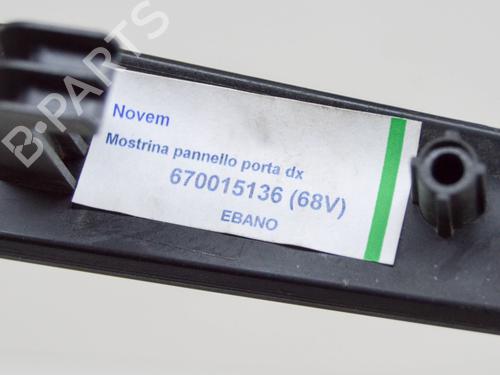 B-PARTS
Novem
Mostrina pannello porta dx
670015136 (68V)
EBANO